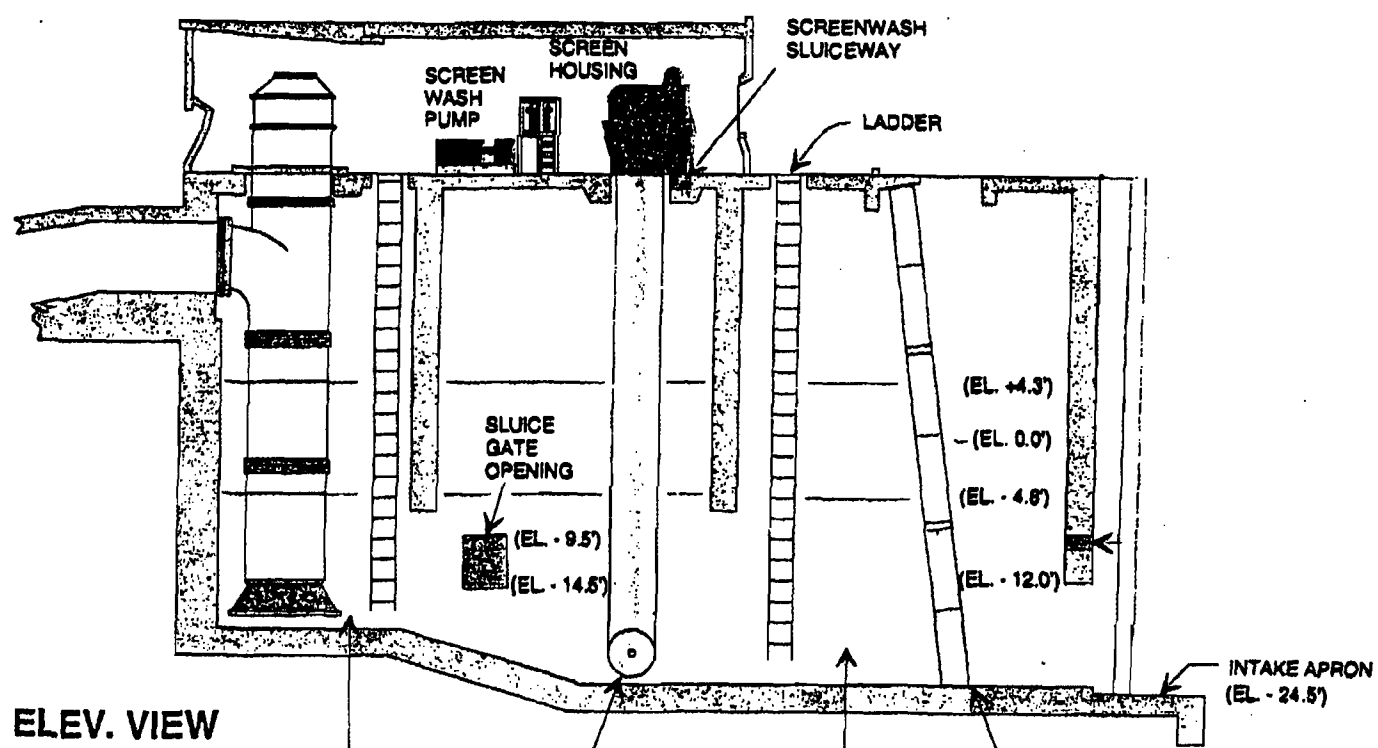 SCREENWASH
SLUICEWAY
SCREEN
HOUSING
SCREEN
WASH
PUMP
LADDER
(EL. +4.3')
(EL. 0.0')
SLUICE
GATE
OPENING
(EL. - 4.8')
(EL. - 9.5')
(EL. - 14.5')
(EL. - 12.0')
INTAKE APRON
(EL. - 24.5')
ELEV. VIEW